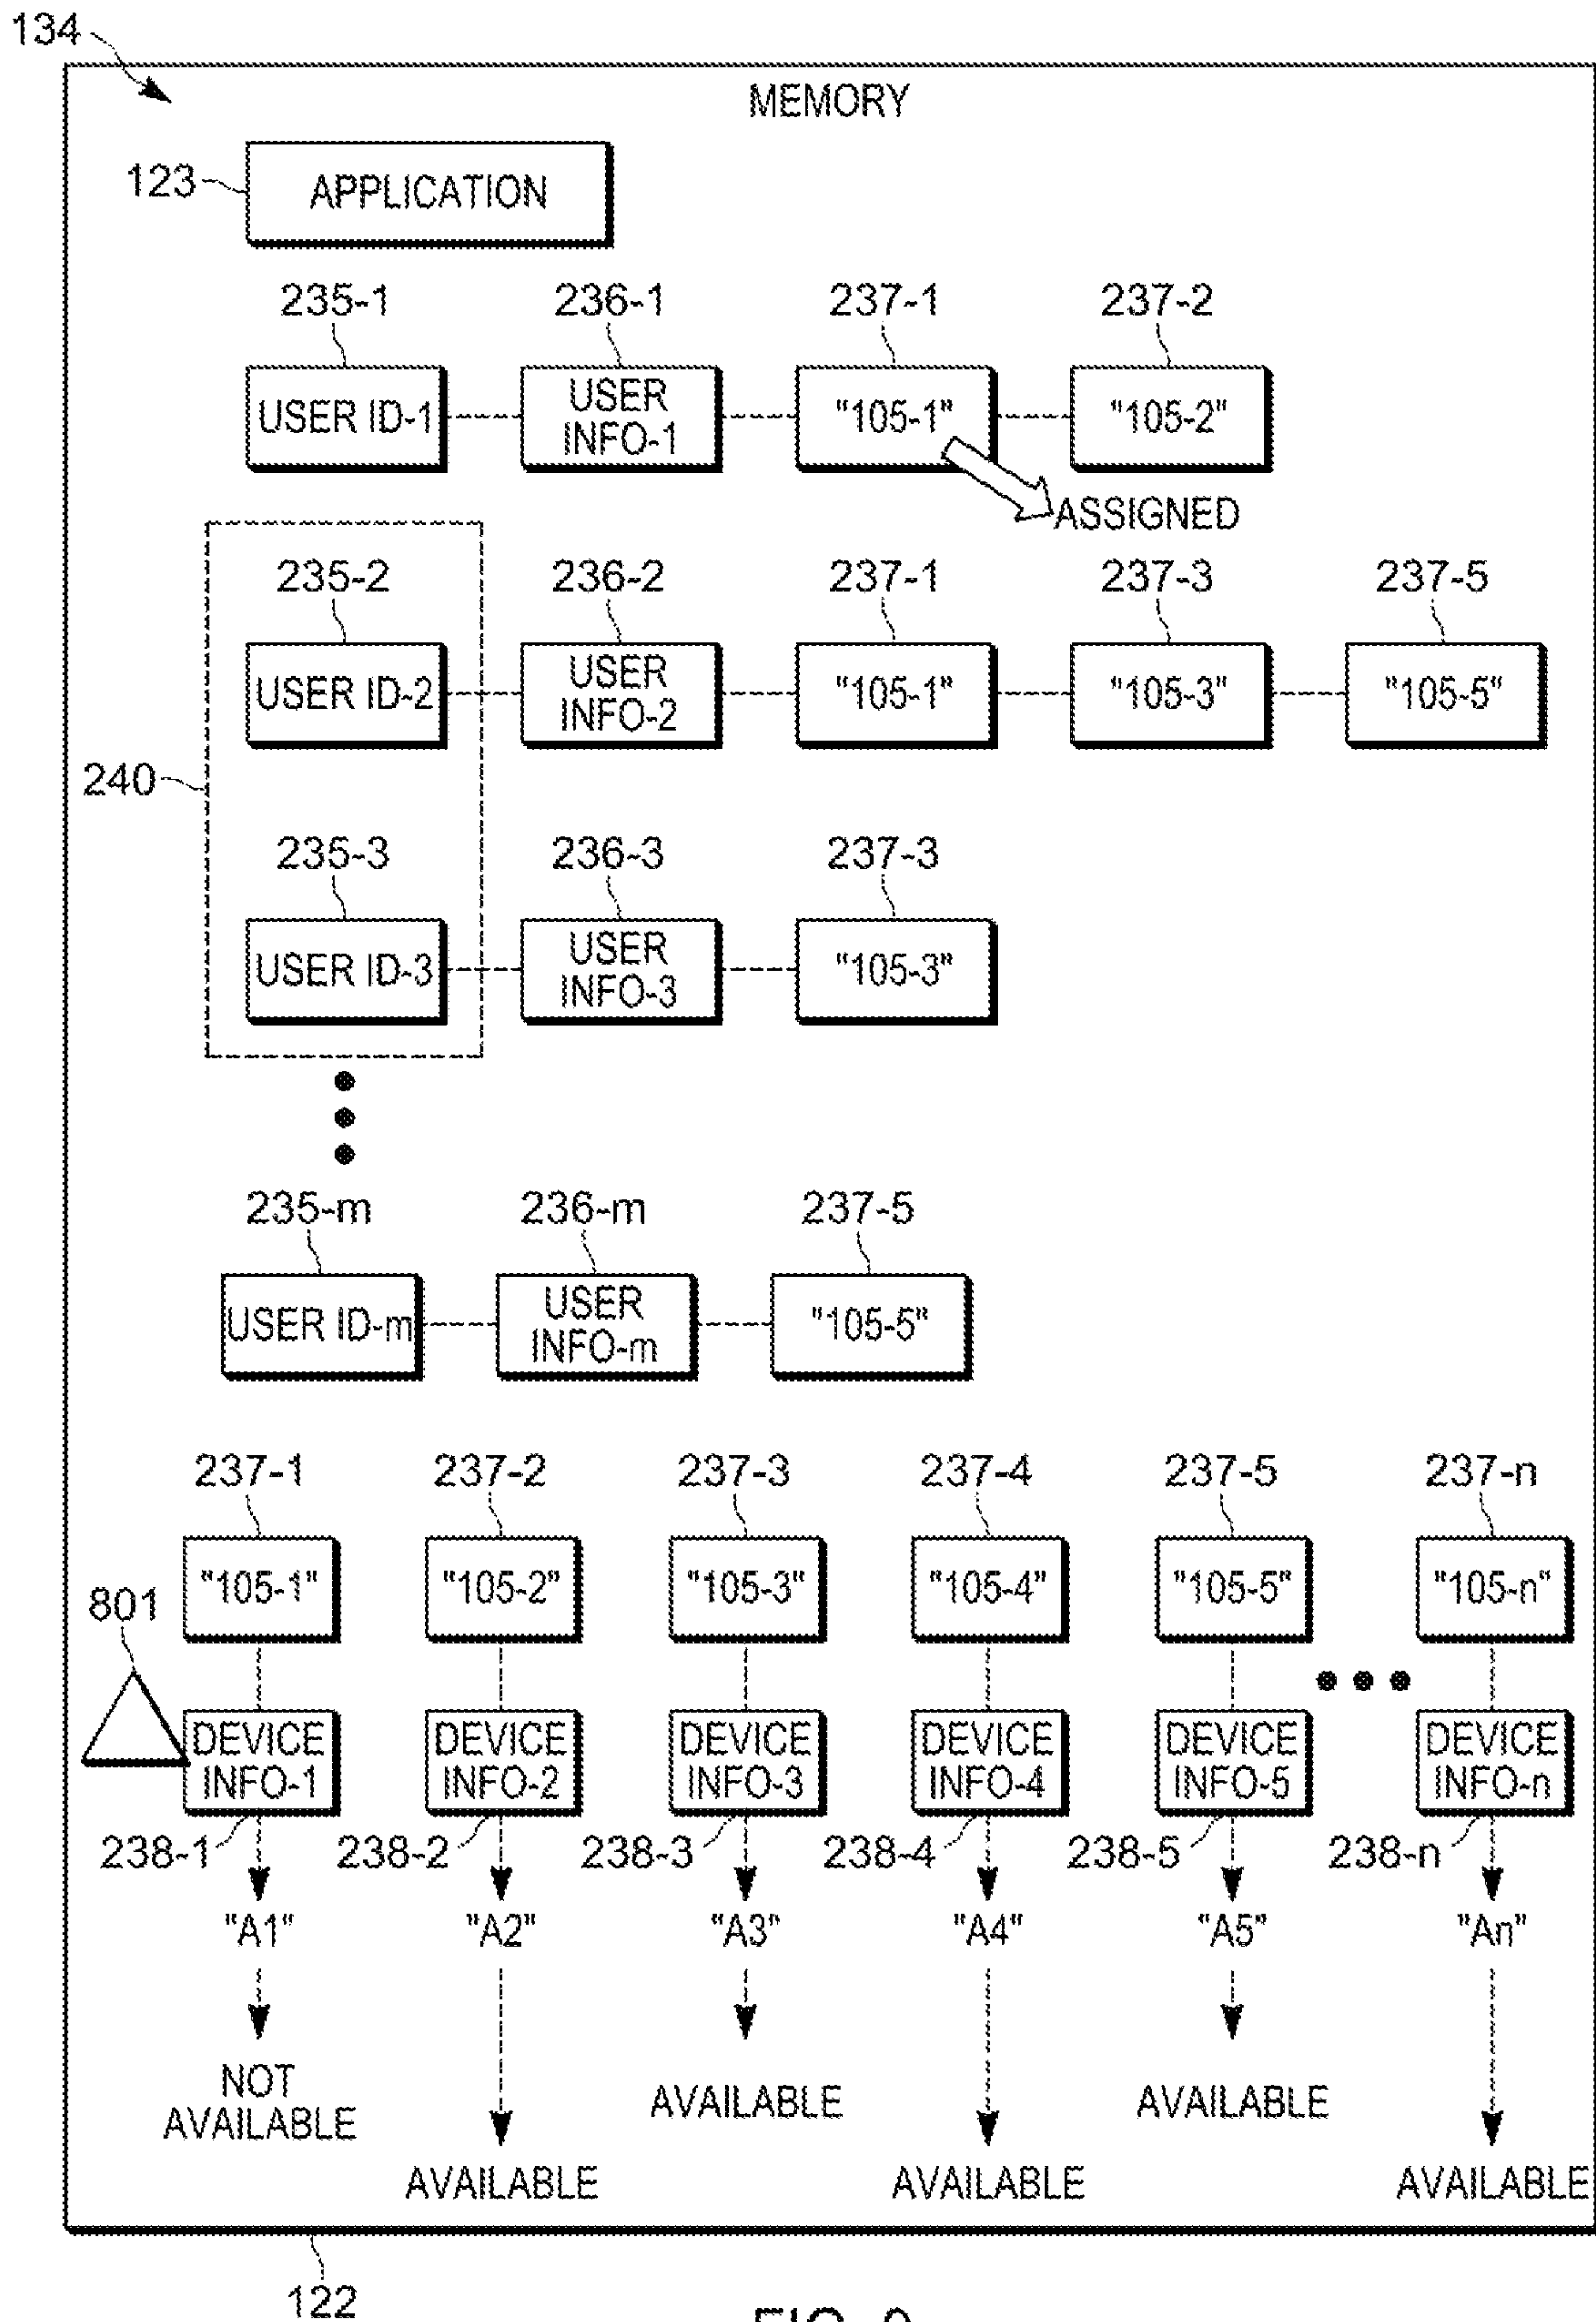 134
MEMORY
123
APPLICATION
235-1 236-1 237-1 237-2
USER ID-1 USER INFO-1 "105-1" "105-2"
ASSIGNED
235-2 236-2 237-1 237-3 237-5
USER ID-2 USER INFO-2 "105-1" "105-3" "105-5"
240
235-3 236-3 237-3
USER ID-3 USER INFO-3 "105-3"
235-m 236-m 237-5
USER ID-m USER INFO-m "105-5"
237-1 237-2 237-3 237-4 237-5 237-n
"105-1" "105-2" "105-3" "105-4" "105-5" "105-n"
801
DEVICE INFO-1 DEVICE INFO-2 DEVICE INFO-3 DEVICE INFO-4 DEVICE INFO-5 DEVICE INFO-n
238-1 238-2 238-3 238-4 238-5 238-n
"A1" "A2" "A3" "A4" "A5" "An"
NOT AVAILABLE AVAILABLE AVAILABLE
AVAILABLE AVAILABLE AVAILABLE
122